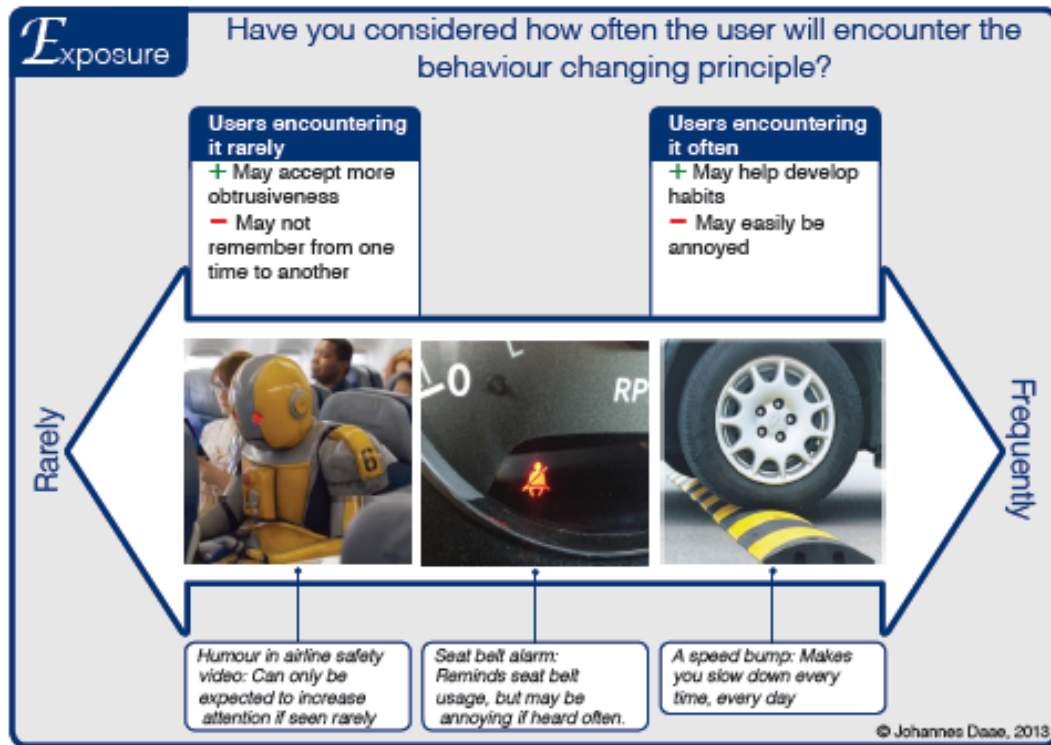 Exposure
Have you considered how often the user will encounter the
behaviour changing principle?
Users encountering
it rarely
+ May accept more
obtrusiveness
− May not
remember from one
time to another
Users encountering
it often
+ May help develop
habits
− May easily be
annoyed
Rarely
L
0
RP
6
Frequently
Humour in airline safety
video: Can only be
expected to increase
attention if seen rarely
Seat belt alarm:
Reminds seat belt
usage, but may be
annoying if heard often.
A speed bump: Makes
you slow down every
time, every day
© Johannes Daae, 2013